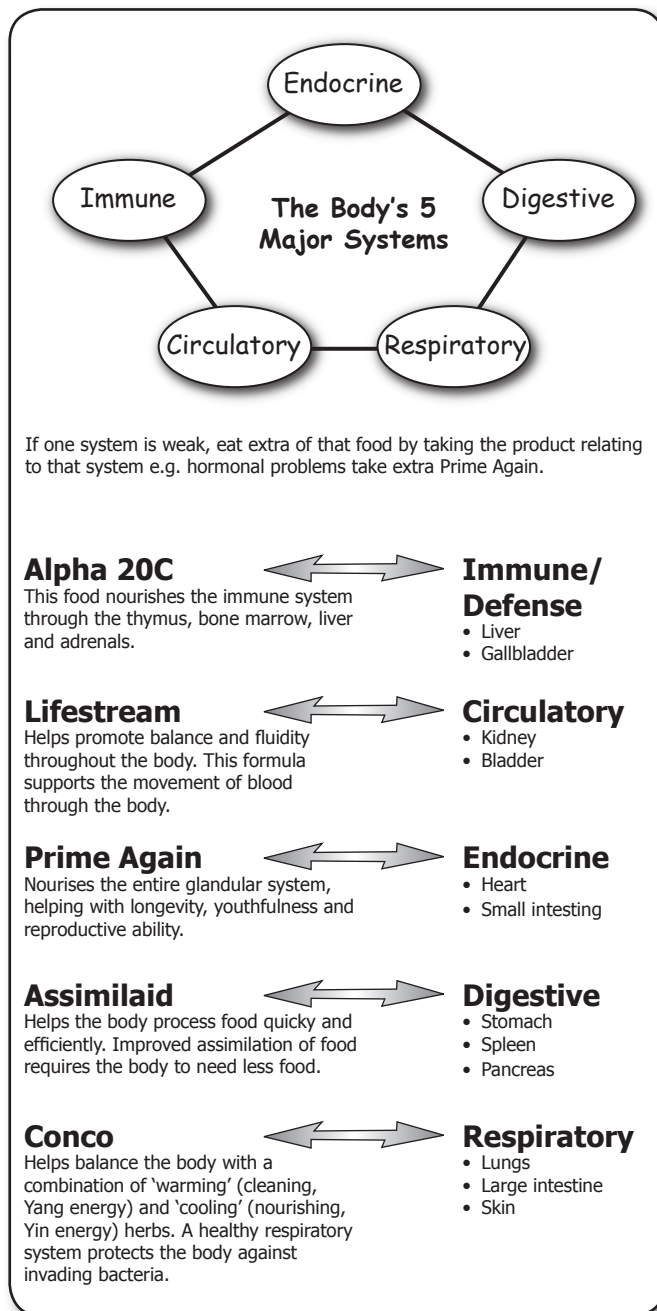 Endocrine
Immune
The Body's 5
Major Systems
Digestive
Circulatory
Respiratory
If one system is weak, eat extra of that food by taking the product relating
to that system e.g. hormonal problems take extra Prime Again.
Alpha 20C
This food nourishes the immune system
through the thymus, bone marrow, liver
and adrenals.
Immune/
Defense
• Liver
• Gallbladder
Lifestream
Helps promote balance and fluidity
throughout the body. This formula
supports the movement of blood
through the body.
Circulatory
• Kidney
• Bladder
Prime Again
Nourises the entire glandular system,
helping with longevity, youthfulness and
reproductive ability.
Endocrine
• Heart
• Small intesting
Assimilaid
Helps the body process food quicky and
efficiently. Improved assimilation of food
requires the body to need less food.
Digestive
• Stomach
• Spleen
• Pancreas
Conco
Helps balance the body with a
combination of ‘warming’ (cleaning,
Yang energy) and ‘cooling’ (nourishing,
Yin energy) herbs. A healthy respiratory
system protects the body against
invading bacteria.
Respiratory
• Lungs
• Large intestine
• Skin